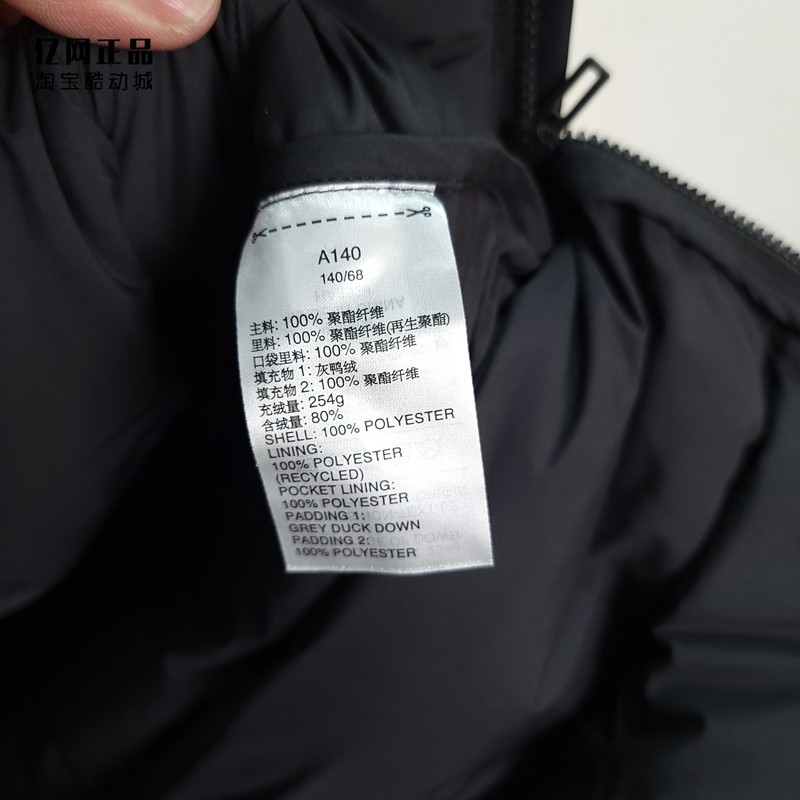 亿网正品
淘宝酷动城
A140
140/68
主料: 100% 聚酯纤维
里料: 100% 聚酯纤维(再生聚酯)
口袋里料: 100% 聚酯纤维
填充物 1: 灰鸭绒
填充物 2: 100% 聚酯纤维
充绒量: 254g
含绒量: 80%
SHELL: 100% POLYESTER
LINING:
100% POLYESTER
(RECYCLED)
POCKET LINING:
100% POLYESTER
PADDING 1:
GREY DUCK DOWN
PADDING 2:
100% POLYESTER